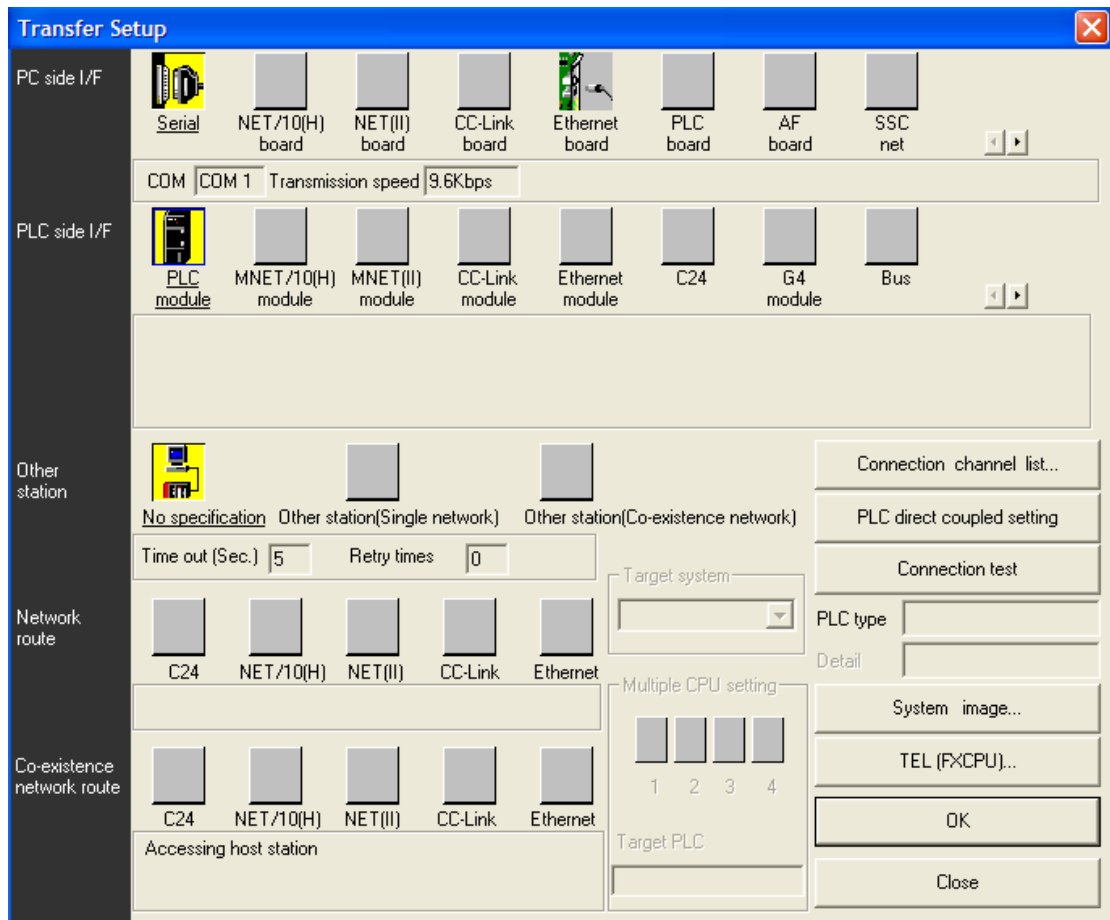 Transfer Setup
PC side I/F
Serial
NET/10(H)
board
NET(II)
board
CC-Link
board
Ethernet
board
PLC
board
AF
board
SSC
net
COM COM 1 Transmission speed 9.6Kbps
PLC side I/F
PLC
module
MNET/10(H)
module
MNET(II)
module
CC-Link
module
Ethernet
module
C24
G4
module
Bus
Other
station
No specification
Other station(Single network)
Other station(Co-existence network)
Time out (Sec.) 5 Retry times 0
Connection channel list...
PLC direct coupled setting
Connection test
PLC type
Detail
System image...
TEL (FXCPU)...
OK
Close
Target system
Multiple CPU setting
1 2 3 4
Target PLC
Network
route
C24 NET/10(H) NET(II) CC-Link Ethernet
Co-existence
network route
C24 NET/10(H) NET(II) CC-Link Ethernet
Accessing host station